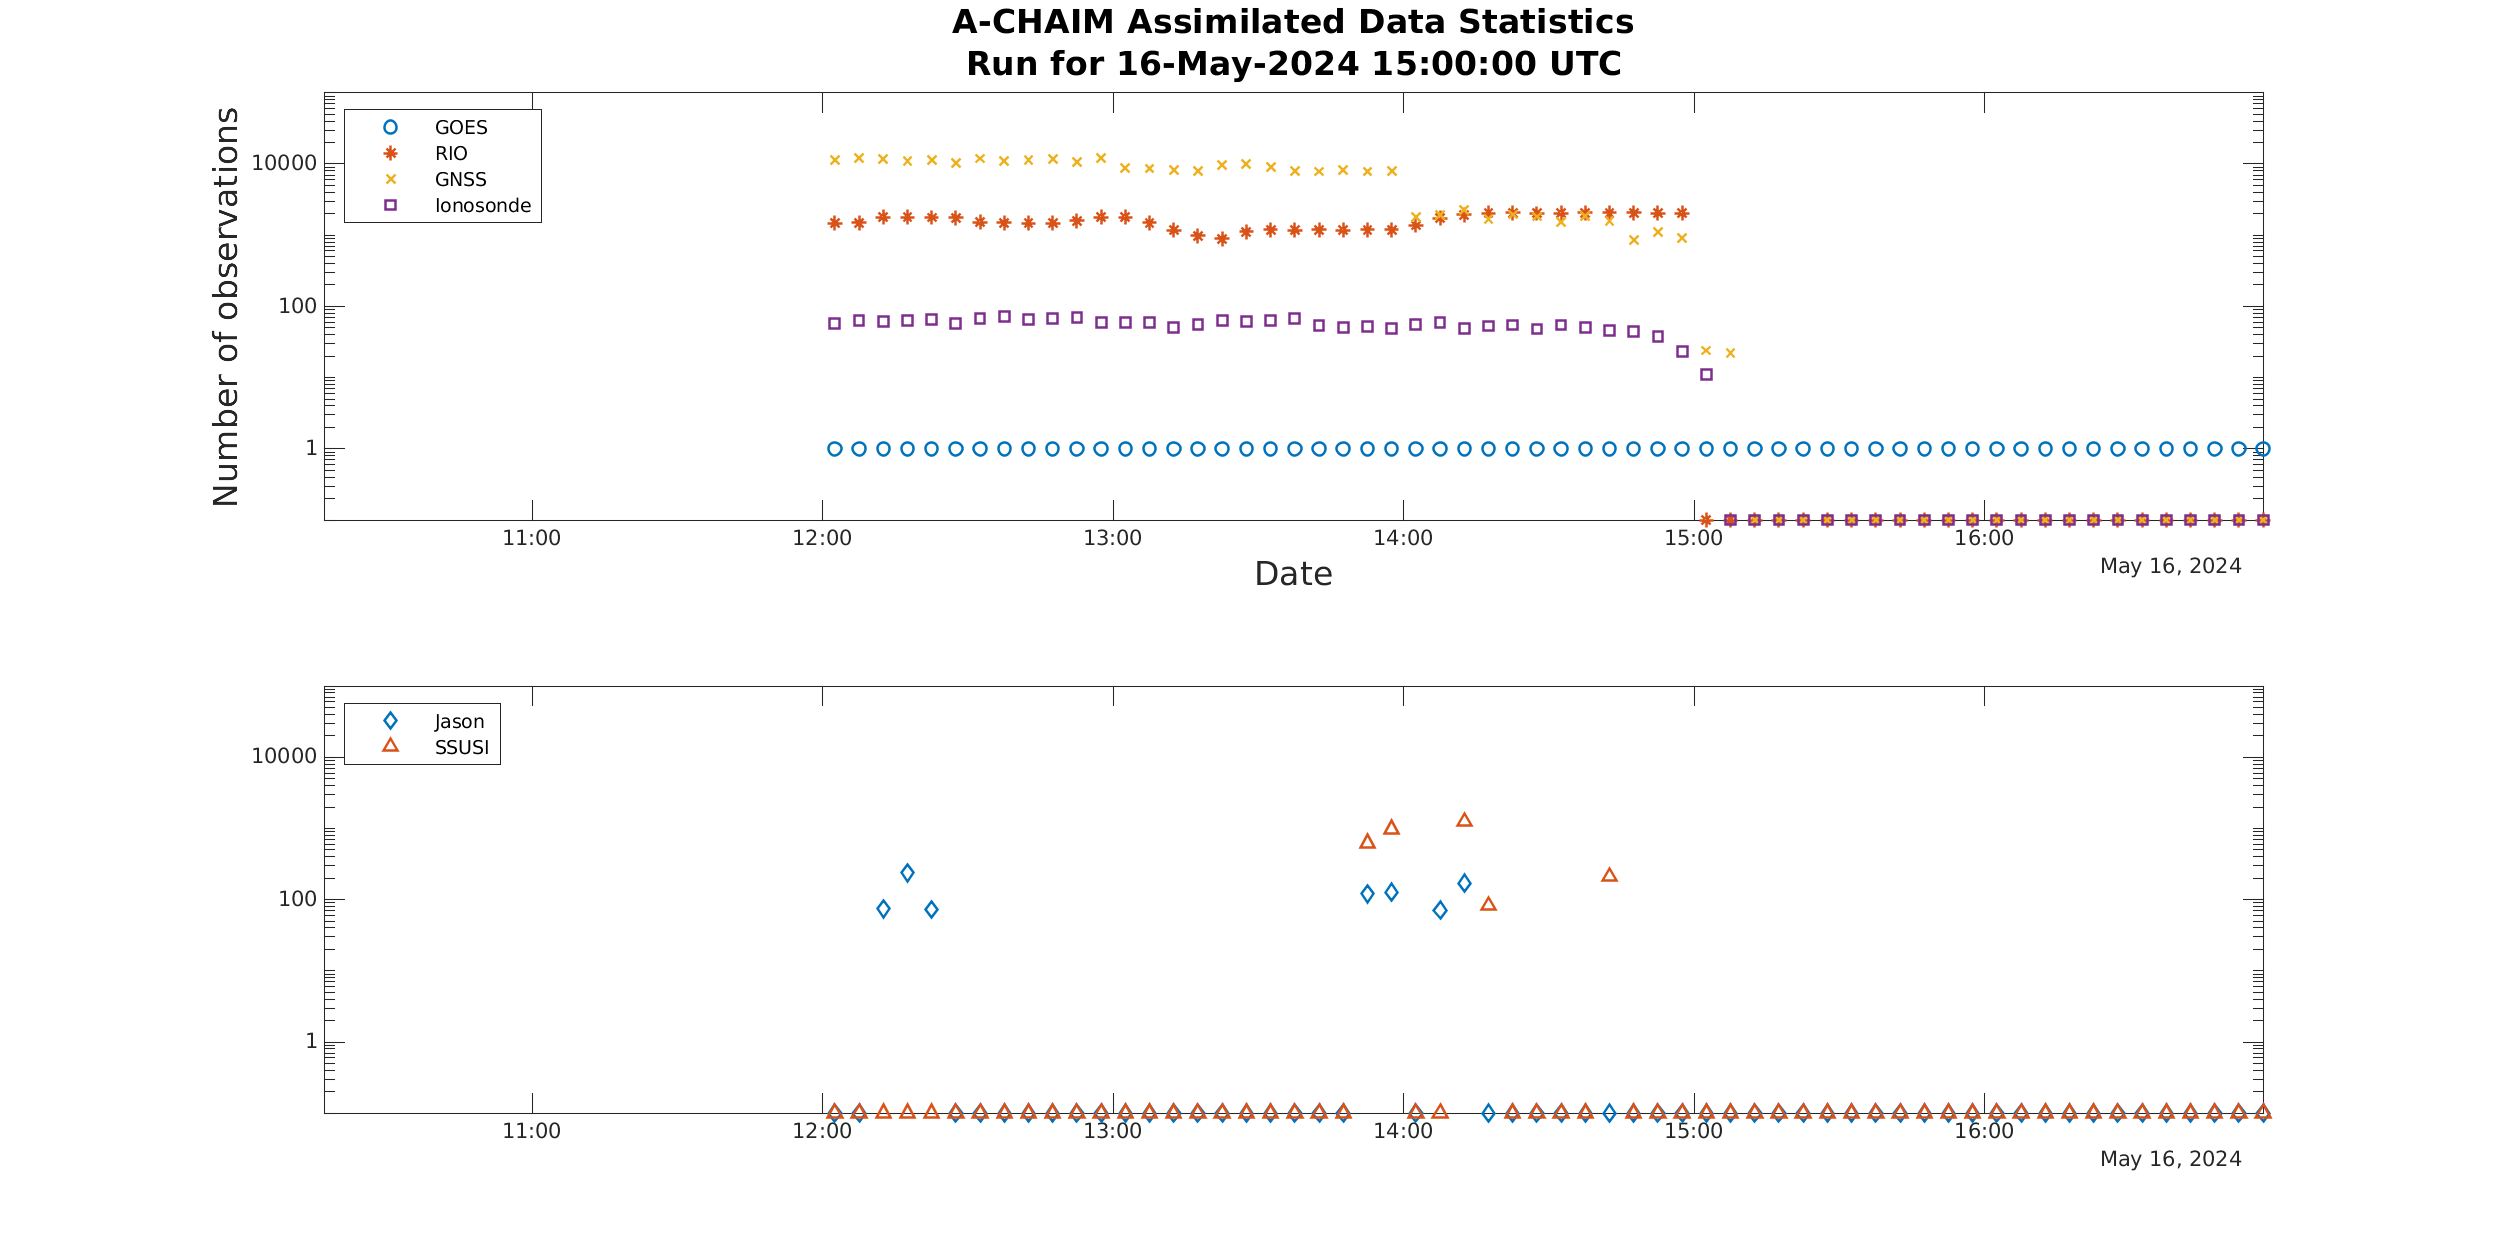 A-CHAIM Assimilated Data Statistics
Run for 16-May-2024 15:00:00 UTC
Number of observations
10000
100
1
GOES
RIO
GNSS
Ionosonde
11:00 12:00 13:00 14:00 15:00 16:00
May 16, 2024
Date
10000
100
1
Jason
SSUSI
11:00 12:00 13:00 14:00 15:00 16:00
May 16, 2024